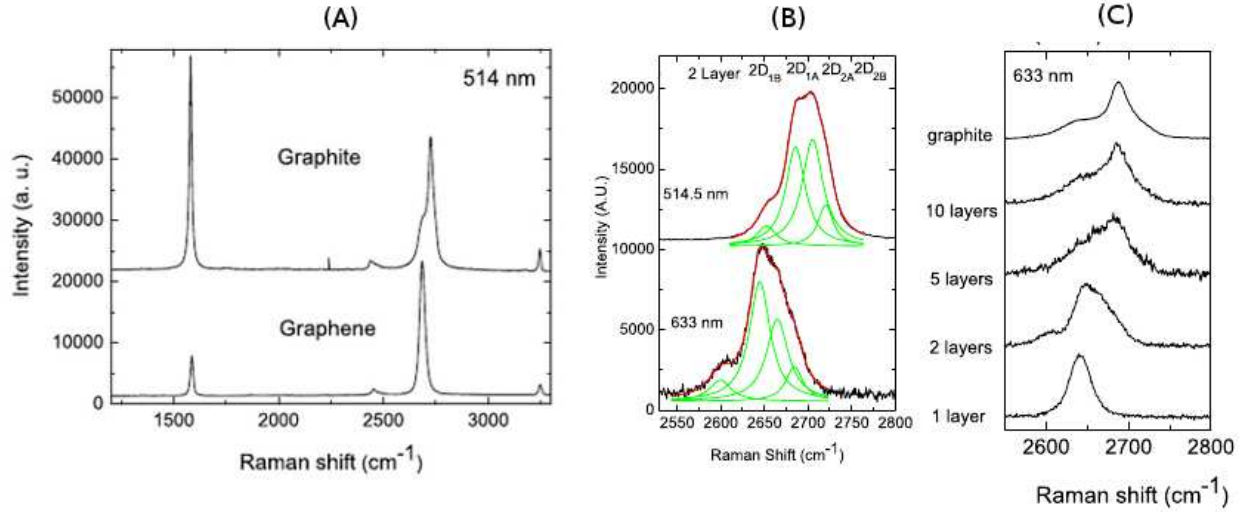 (A)
514 nm
50000
40000
30000
20000
10000
0
Graphite
Graphene
Intensity (a. u.)
1500 2000 2500 3000
Raman shift (cm-1)
(B)
2 Layer 2D1B 2D1A 2D2A 2D2B
20000
15000
10000
5000
0
514.5 nm
633 nm
Intensity (A.U.)
2550 2600 2650 2700 2750 2800
Raman Shift (cm-1)
(C)
633 nm
graphite
10 layers
5 layers
2 layers
1 layer
2600 2700 2800
Raman shift (cm-1)